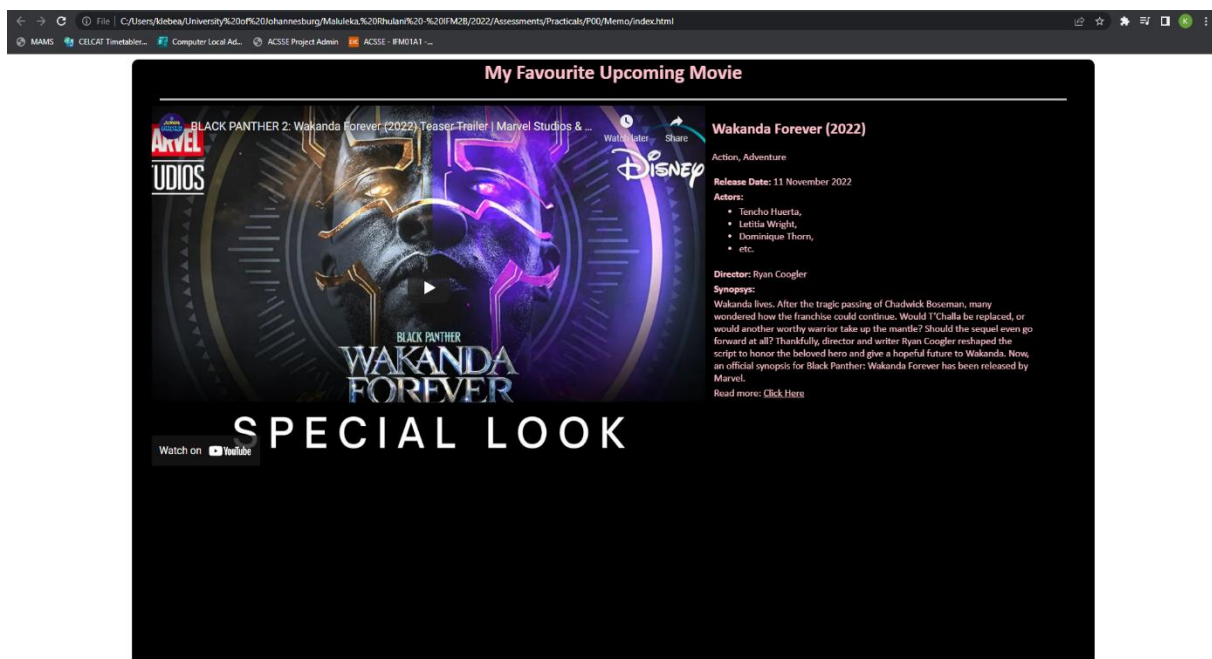 File | C:/Users/klebea/University%20of%20Johannesburg/Maluleka,%20Rhulani%20-%20IFM2B/2022/Assessments/Practicals/P00/Memo/index.html
K
MAMS CELCAT Timetabler... Computer Local Ad... ACSSE Project Admin ACSSE - IFM01A1 -...
My Favourite Upcoming Movie
BLACK PANTHER 2: Wakanda Forever (2022) Teaser Trailer | Marvel Studios & ...
Watch later Share
ARVEL
TUDIOS
Disney
BLACK PANTHER
WAKANDA
FOREVER
SPECIAL LOOK
Watch on YouTube
Wakanda Forever (2022)
Action, Adventure
Release Date: 11 November 2022
Actors:
• Tencho Huerta,
• Letitia Wright,
• Dominique Thorn,
• etc.
Director: Ryan Coogler
Synopsys:
Wakanda lives. After the tragic passing of Chadwick Boseman, many
wondered how the franchise could continue. Would T'Challa be replaced, or
would another worthy warrior take up the mantle? Should the sequel even go
forward at all? Thankfully, director and writer Ryan Coogler reshaped the
script to honor the beloved hero and give a hopeful future to Wakanda. Now,
an official synopsis for Black Panther: Wakanda Forever has been released by
Marvel.
Read more: Click Here